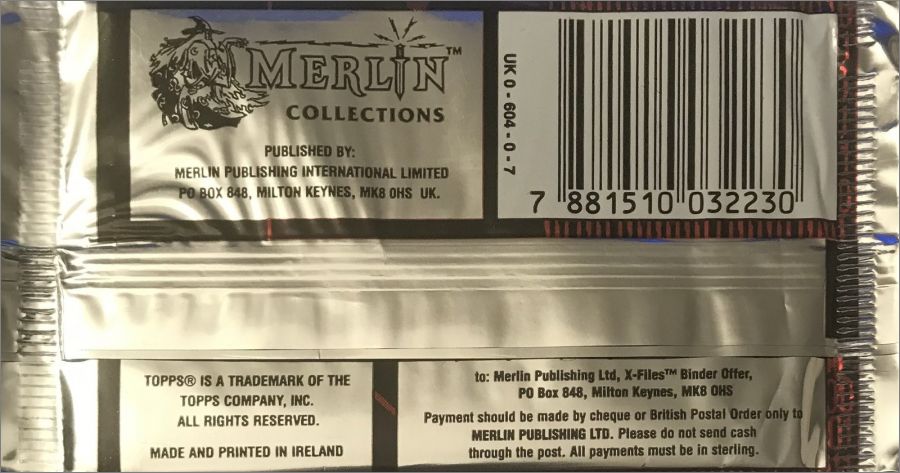 MERLIN™
COLLECTIONS
PUBLISHED BY:
MERLIN PUBLISHING INTERNATIONAL LIMITED
PO BOX 848, MILTON KEYNES, MK8 0HS UK.
UK 0 - 604 - 0 - 7
7 881510 032230
TOPPS® IS A TRADEMARK OF THE
TOPPS COMPANY, INC.
ALL RIGHTS RESERVED.
MADE AND PRINTED IN IRELAND
to: Merlin Publishing Ltd, X-Files™ Binder Offer,
PO Box 848, Milton Keynes, MK8 0HS
Payment should be made by cheque or British Postal Order only to
MERLIN PUBLISHING LTD. Please do not send cash
through the post. All payments must be in sterling.